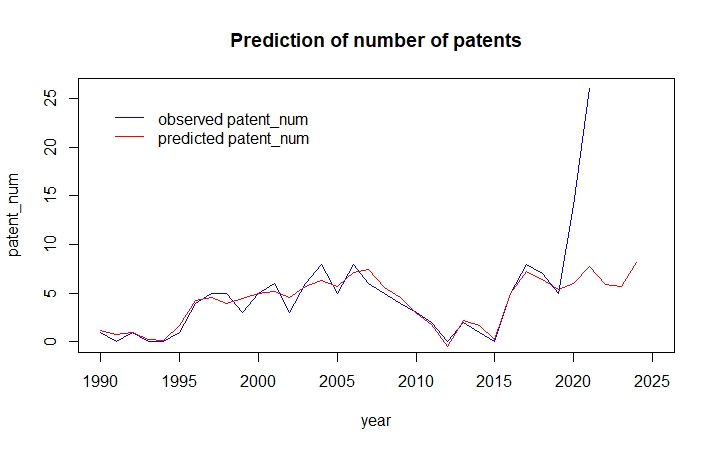 Prediction of number of patents
observed patent_num
predicted patent_num
patent_num
25
20
15
10
5
0
1990 1995 2000 2005 2010 2015 2020 2025
year